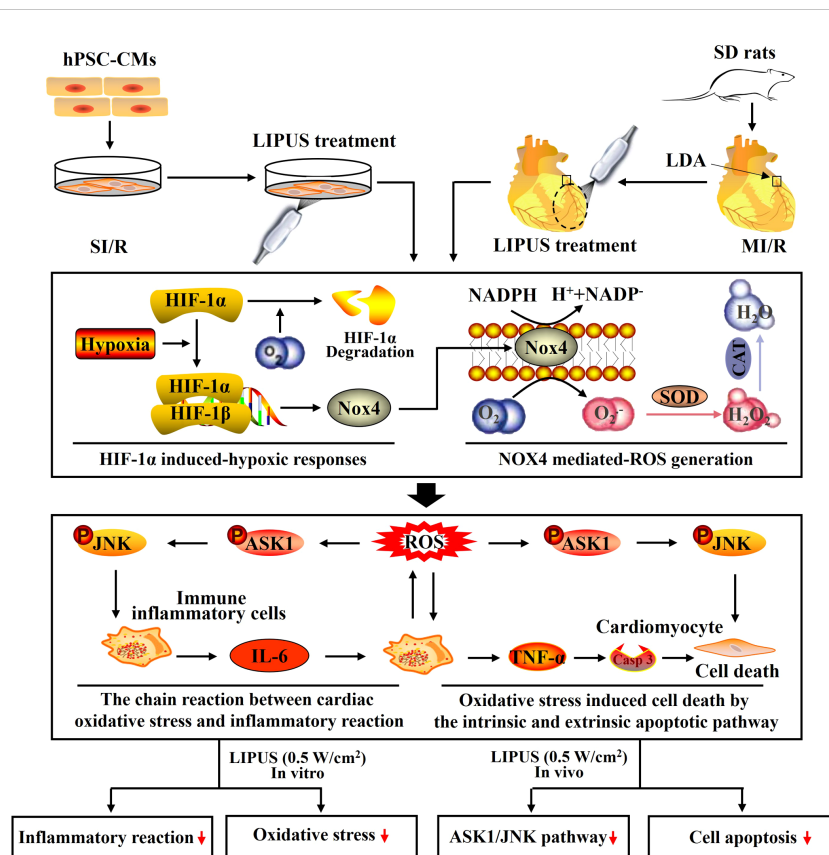 hPSC-CMs
SD rats
LIPUS treatment
LDA
SI/R
LIPUS treatment
MI/R
HIF-1α
NADPH
H⁺+NADP⁻
Hypoxia
O₂
HIF-1α
Degradation
Nox4
H₂O
CAT
HIF-1α
HIF-1β
Nox4
O₂
O₂·⁻
SOD
H₂O₂
HIF-1α induced-hypoxic responses
NOX4 mediated-ROS generation
P
JNK
P
ASK1
ROS
P
ASK1
P
JNK
Immune
inflammatory cells
IL-6
TNF-α
Casp 3
Cardiomyocyte
Cell death
The chain reaction between cardiac
oxidative stress and inflammatory reaction
Oxidative stress induced cell death by
the intrinsic and extrinsic apoptotic pathway
LIPUS (0.5 W/cm²)
In vitro
LIPUS (0.5 W/cm²)
In vivo
Inflammatory reaction
Oxidative stress
ASK1/JNK pathway
Cell apoptosis